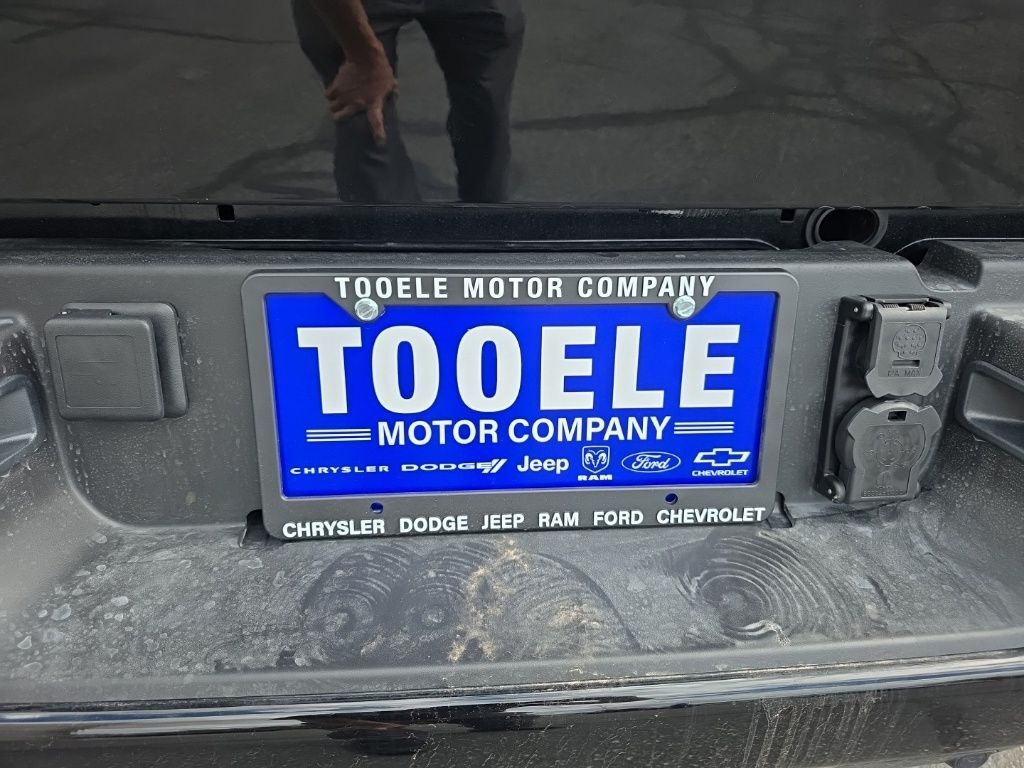 TOOELE MOTOR COMPANY
TOOELE
MOTOR COMPANY
CHRYSLER DODGE Jeep RAM Ford CHEVROLET
CHRYSLER DODGE JEEP RAM FORD CHEVROLET